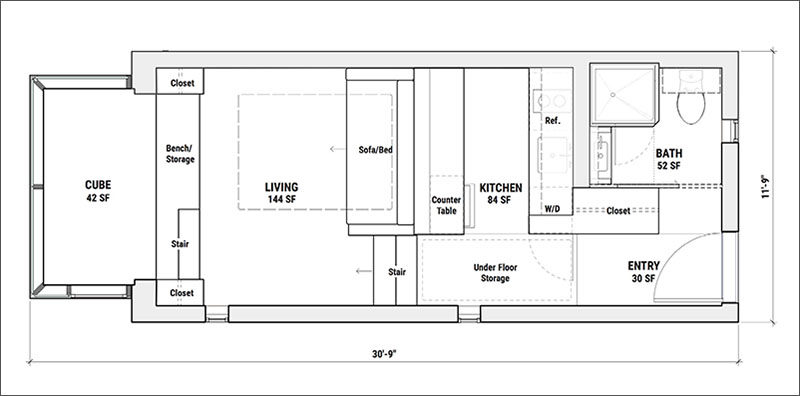 Closet
Bench/
Storage
CUBE
42 SF
Stair
Closet
LIVING
144 SF
Sofa/Bed
Stair
Counter
Table
KITCHEN
84 SF
Ref.
W/D
Under Floor
Storage
Closet
BATH
52 SF
ENTRY
30 SF
11'-9"
30'-9"